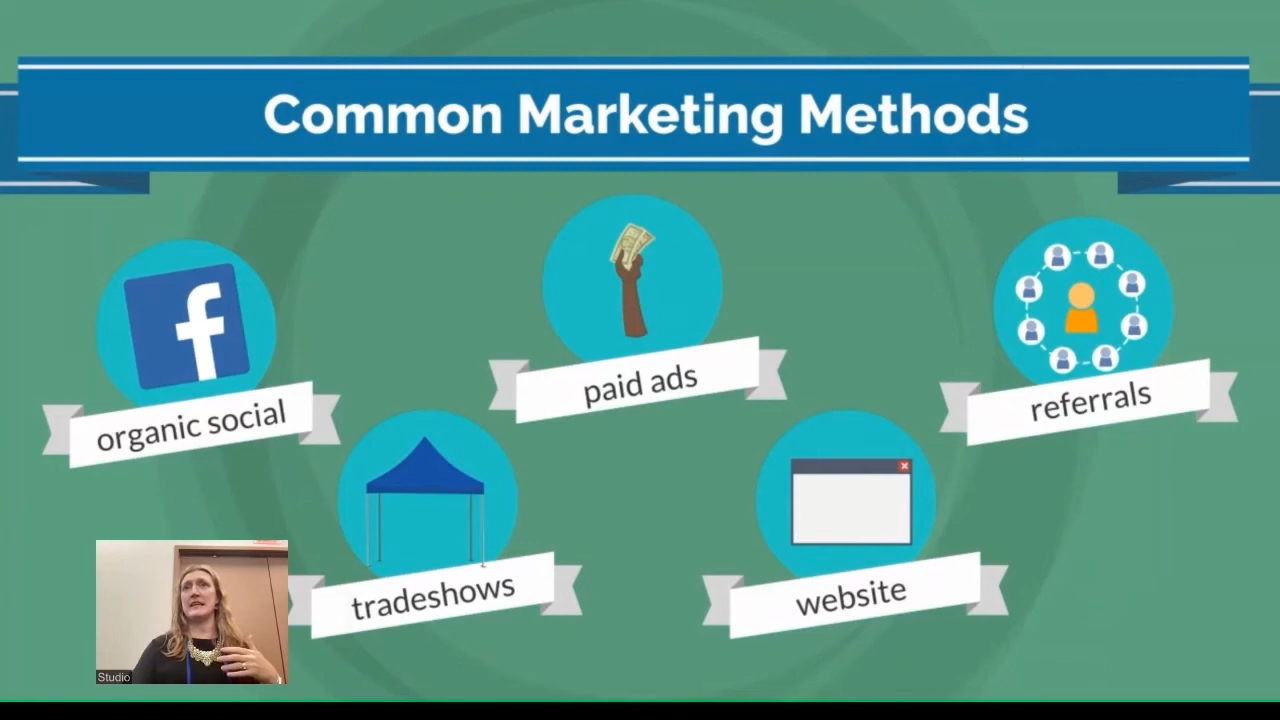 Common Marketing Methods
organic social
paid ads
referrals
tradeshows
website
Studio